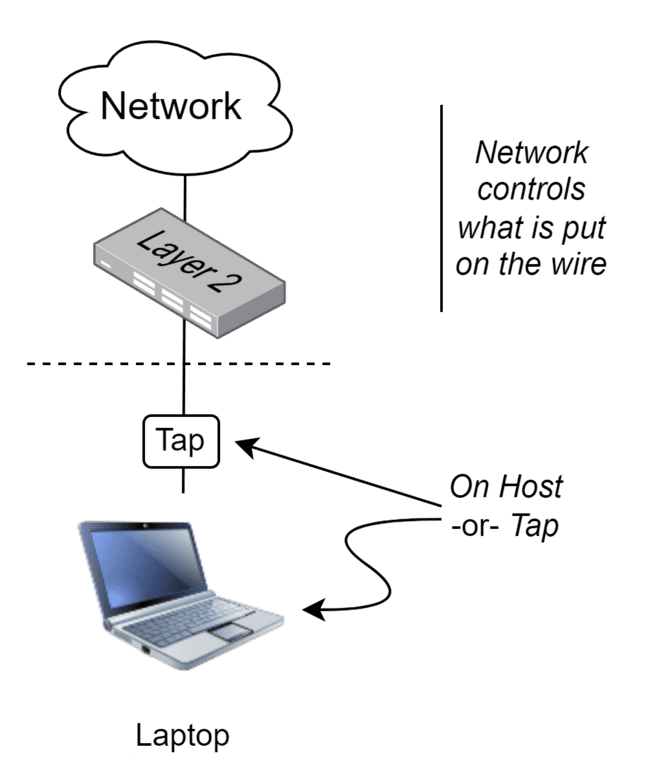 Network
Network
controls
what is put
on the wire
Layer 2
Tap
On Host
-or- Tap
Laptop